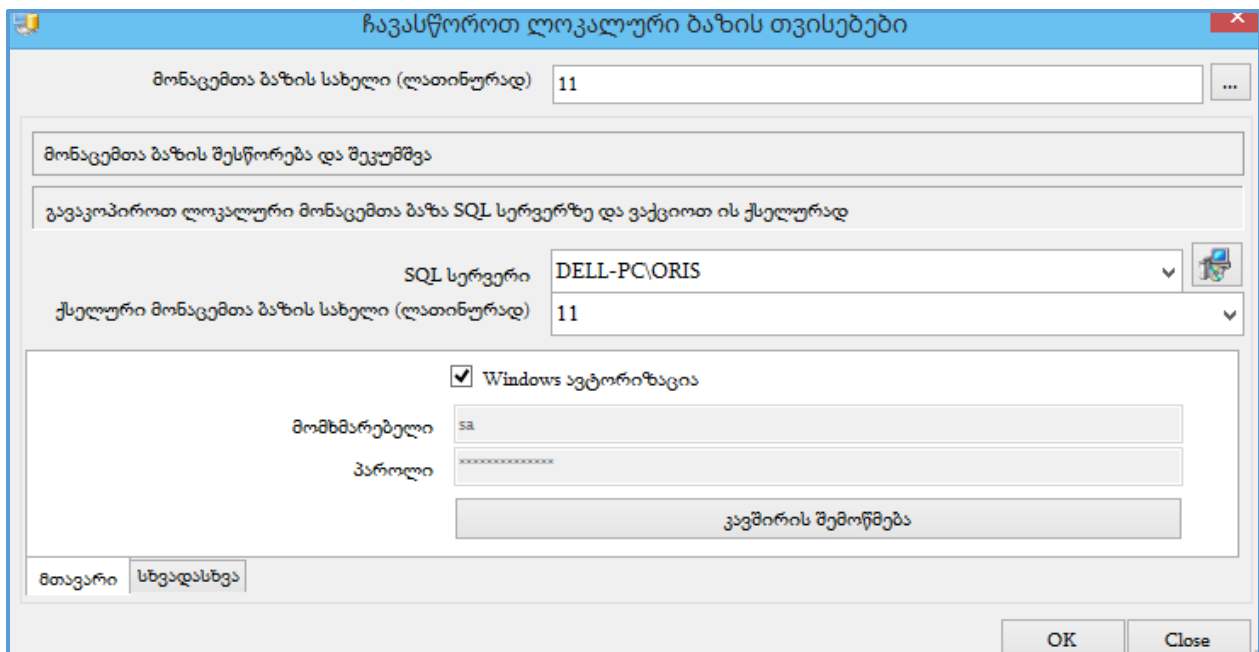 ჩავასწოროთ ლოკალური ბაზის თვისებები
მონაცემთა ბაზის სახელი (ლათინურად) 11 ...
მონაცემთა ბაზის შესწორება და შეკუმშვა
გავაკოპიროთ ლოკალური მონაცემთა ბაზა SQL სერვერზე და ვაქციოთ ის ქსელურად
SQL სერვერი DELL-PC\ORIS
ქსელური მონაცემთა ბაზის სახელი (ლათინურად) 11
Windows ავტორიზაცია
მომხმარებელი sa
პაროლი **************
კავშირის შემოწმება
მთავარი სხვადასხვა
OK Close